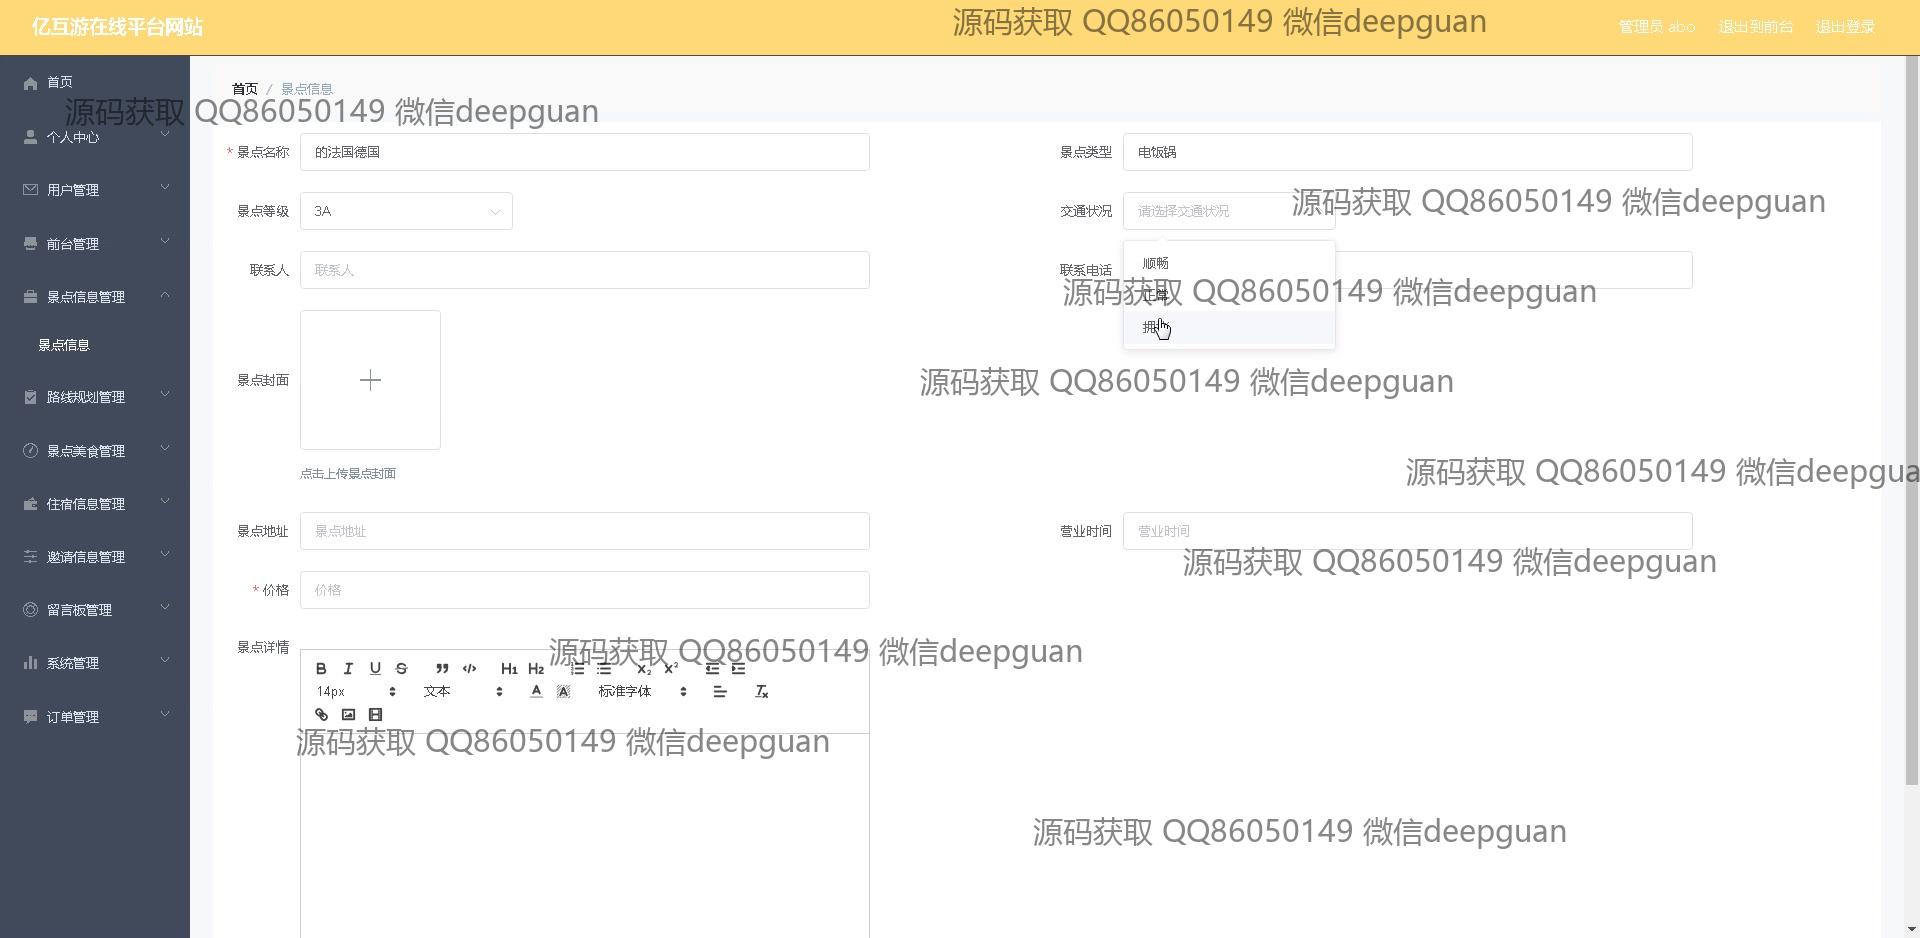 亿互游在线平台网站
源码获取 QQ86050149 微信deepguan
管理员 abo
退出到前台
退出登录
首页
首页 / 景点信息
源码获取 QQ86050149 微信deepguan
个人中心
用户管理
前台管理
景点信息管理
景点信息
路线规划管理
景点美食管理
住宿信息管理
邀请信息管理
留言板管理
系统管理
订单管理
* 景点名称
的法国德国
景点类型
电饭锅
景点等级
3A
交通状况
请选择交通状况
源码获取 QQ86050149 微信deepguan
联系人
联系人
联系电话
顺畅
正常
源码获取 QQ86050149 微信deepguan
景点封面
源码获取 QQ86050149 微信deepguan
点击上传景点封面
源码获取 QQ86050149 微信deepgua
景点地址
景点地址
营业时间
营业时间
源码获取 QQ86050149 微信deepguan
* 价格
价格
景点详情
源码获取 QQ86050149 微信deepguan
B I U S H1 H2 X₂ X²
14px
文本
A A
标准字体
Tx
源码获取 QQ86050149 微信deepguan
源码获取 QQ86050149 微信deepguan